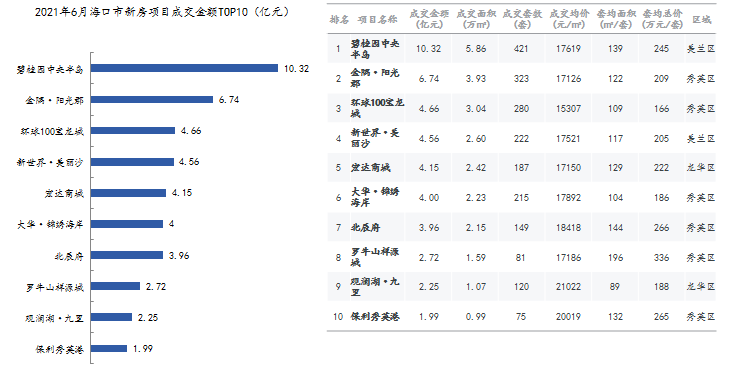 2021年6月海口市新房项目成交金额TOP10（亿元）
碧桂园中央半岛 10.32
金隅·阳光郡 6.74
环球100宝龙城 4.66
新世界·美丽沙 4.56
宏达商城 4.15
大华·锦绣海岸 4
北辰府 3.96
罗牛山祥源城 2.72
观澜湖·九里 2.25
保利秀英港 1.99
排名 项目名称 成交金额（亿元） 成交面积（万㎡） 成交套数（套） 成交均价（元/㎡） 套均面积（㎡/套） 套均总价（万元/套） 区域
1 碧桂园中央半岛 10.32 5.86 421 17619 139 245 美兰区
2 金隅·阳光郡 6.74 3.93 323 17126 122 209 秀英区
3 环球100宝龙城 4.66 3.04 280 15307 109 166 秀英区
4 新世界·美丽沙 4.56 2.60 222 17521 117 205 美兰区
5 宏达商城 4.15 2.42 187 17150 129 222 龙华区
6 大华·锦绣海岸 4.00 2.23 215 17892 104 186 秀英区
7 北辰府 3.96 2.15 149 18418 144 266 秀英区
8 罗牛山祥源城 2.72 1.59 81 17186 196 336 秀英区
9 观澜湖·九里 2.25 1.07 120 21022 89 188 龙华区
10 保利秀英港 1.99 0.99 75 20019 132 265 秀英区